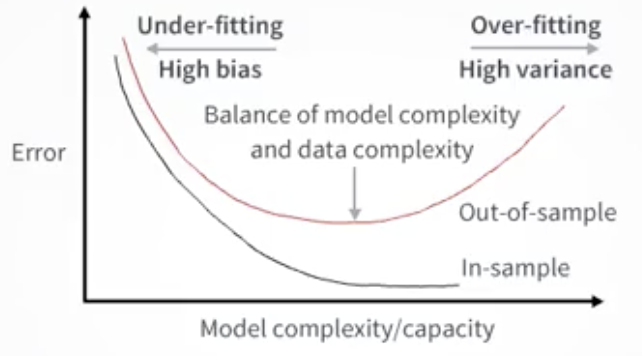 Under-fitting
Over-fitting
High bias
High variance
Balance of model complexity
and data complexity
Error
Out-of-sample
In-sample
Model complexity/capacity